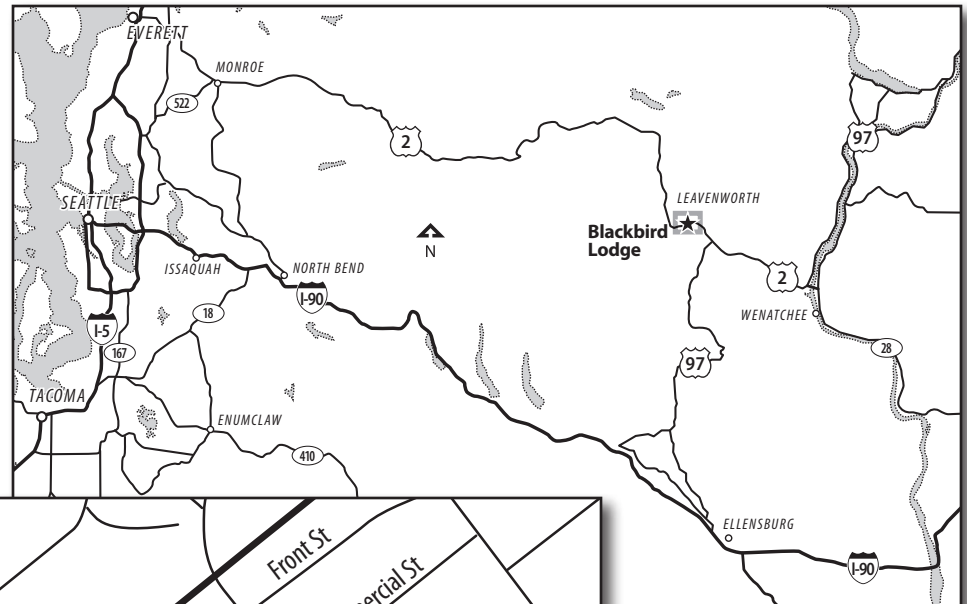 EVERETT
MONROE
522
2
97
SEATTLE
LEAVENWORTH
Blackbird
Lodge
N
ISSAQUAH
NORTH BEND
I-90
2
18
WENATCHEE
I-5
167
28
97
TACOMA
ENUMCLAW
410
ELLENSBURG
Front St
I-90